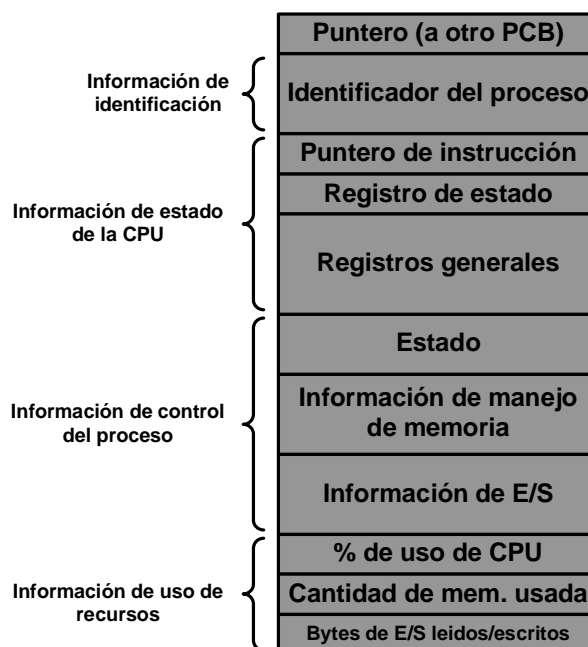 Puntero (a otro PCB)
Información de
identificación
Identificador del proceso
Información de estado
de la CPU
Puntero de instrucción
Registro de estado
Registros generales
Información de control
del proceso
Estado
Información de manejo
de memoria
Información de E/S
Información de uso de
recursos
% de uso de CPU
Cantidad de mem. usada
Bytes de E/S leidos/escritos